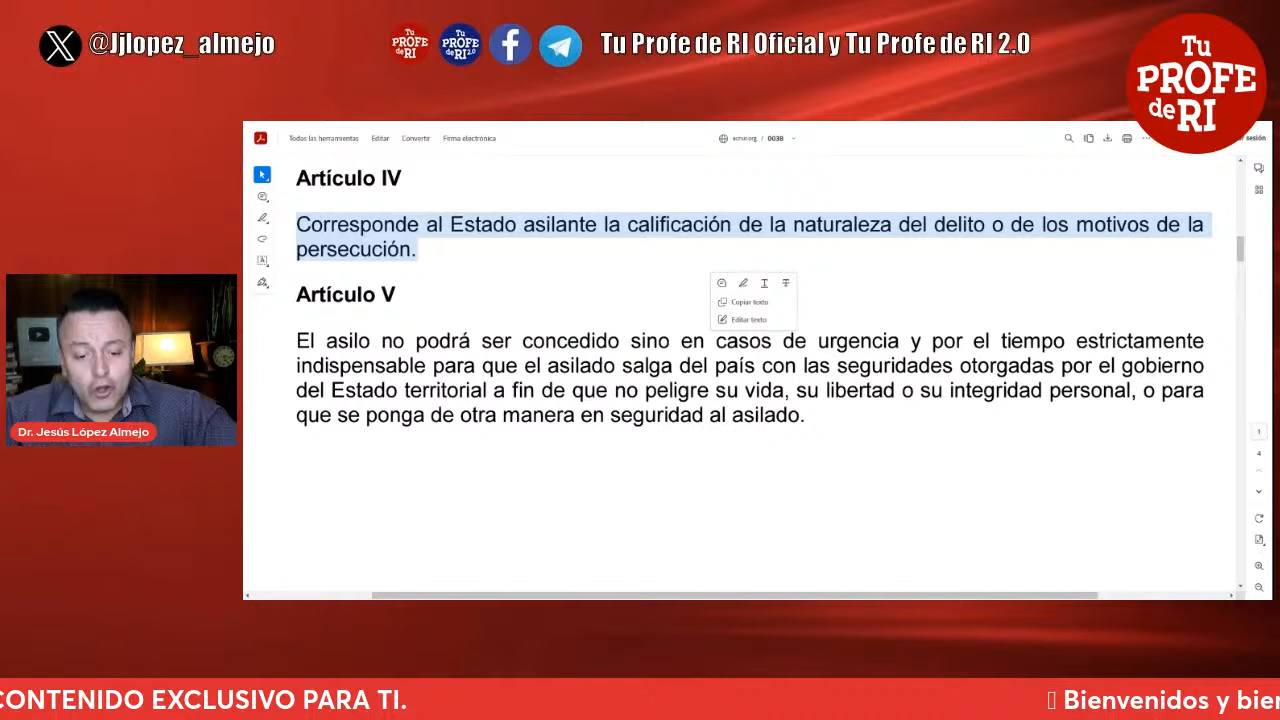 @Jjlopez_almejo
Tu PROFE de RI
Tu PROFE de RI 2.0
Tu Profe de RI Oficial y Tu Profe de RI 2.0
Tu
PROFE
de RI
Todas las herramientas Editar Convertir Firma electrónica
acnur.org / 0038
sesión
Artículo IV
Corresponde al Estado asilante la calificación de la naturaleza del delito o de los motivos de la
persecución.
Copiar texto
Editar texto
Artículo V
El asilo no podrá ser concedido sino en casos de urgencia y por el tiempo estrictamente
indispensable para que el asilado salga del país con las seguridades otorgadas por el gobierno
del Estado territorial a fin de que no peligre su vida, su libertad o su integridad personal, o para
que se ponga de otra manera en seguridad al asilado.
1
4
Dr. Jesús López Almejo
CONTENIDO EXCLUSIVO PARA TI.
Bienvenidos y bien